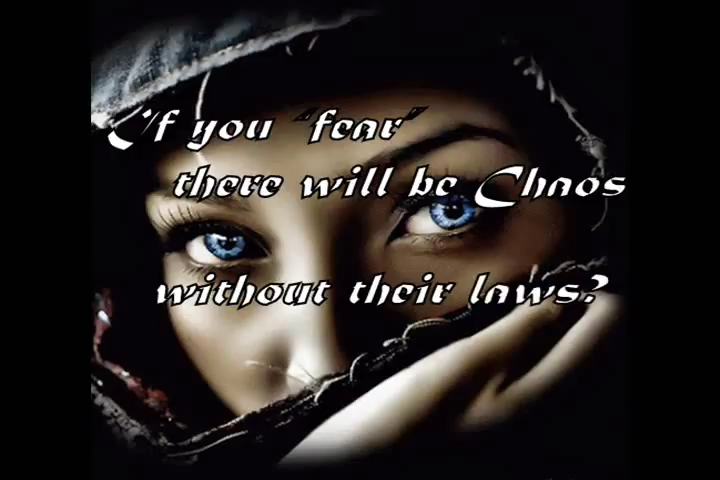 If you "fear"
there will be Chaos
without their laws?